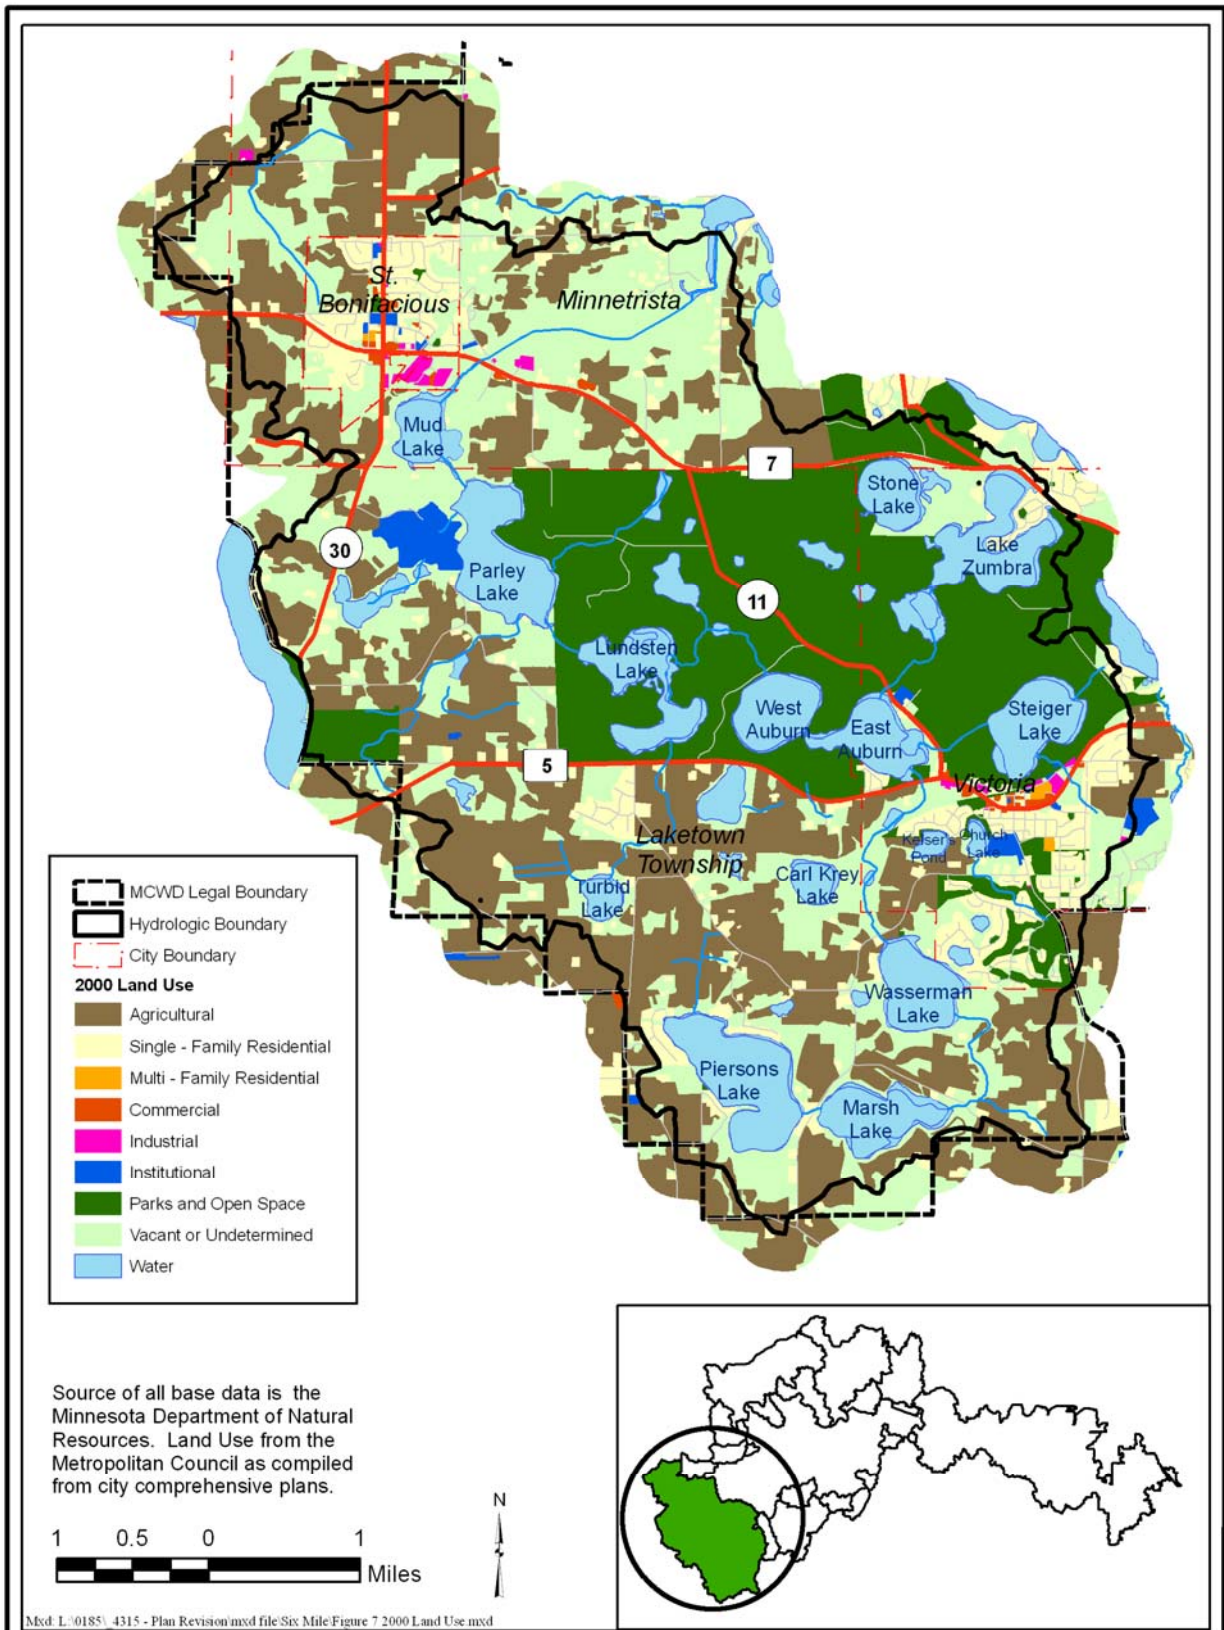 St.
Bonifacious
Minnetrista
Mud
Lake
7
Stone
Lake
Lake
Zumbra
30
Parley
Lake
11
Lundsten
Lake
West
Auburn
East
Auburn
Steiger
Lake
5
Victoria
Laketown
Township
Kelser's
Pond
Church
Lake
Carl Krey
Lake
Turbid
Lake
Wasserman
Lake
Piersons
Lake
Marsh
Lake
MCWD Legal Boundary
Hydrologic Boundary
City Boundary
2000 Land Use
Agricultural
Single - Family Residential
Multi - Family Residential
Commercial
Industrial
Institutional
Parks and Open Space
Vacant or Undetermined
Water
Source of all base data is the
Minnesota Department of Natural
Resources. Land Use from the
Metropolitan Council as compiled
from city comprehensive plans.
1 0.5 0 1
Miles
N
Mxd: L:\0185\_4315 - Plan Revision\mxd file\Six Mile\Figure 7 2000 Land Use.mxd